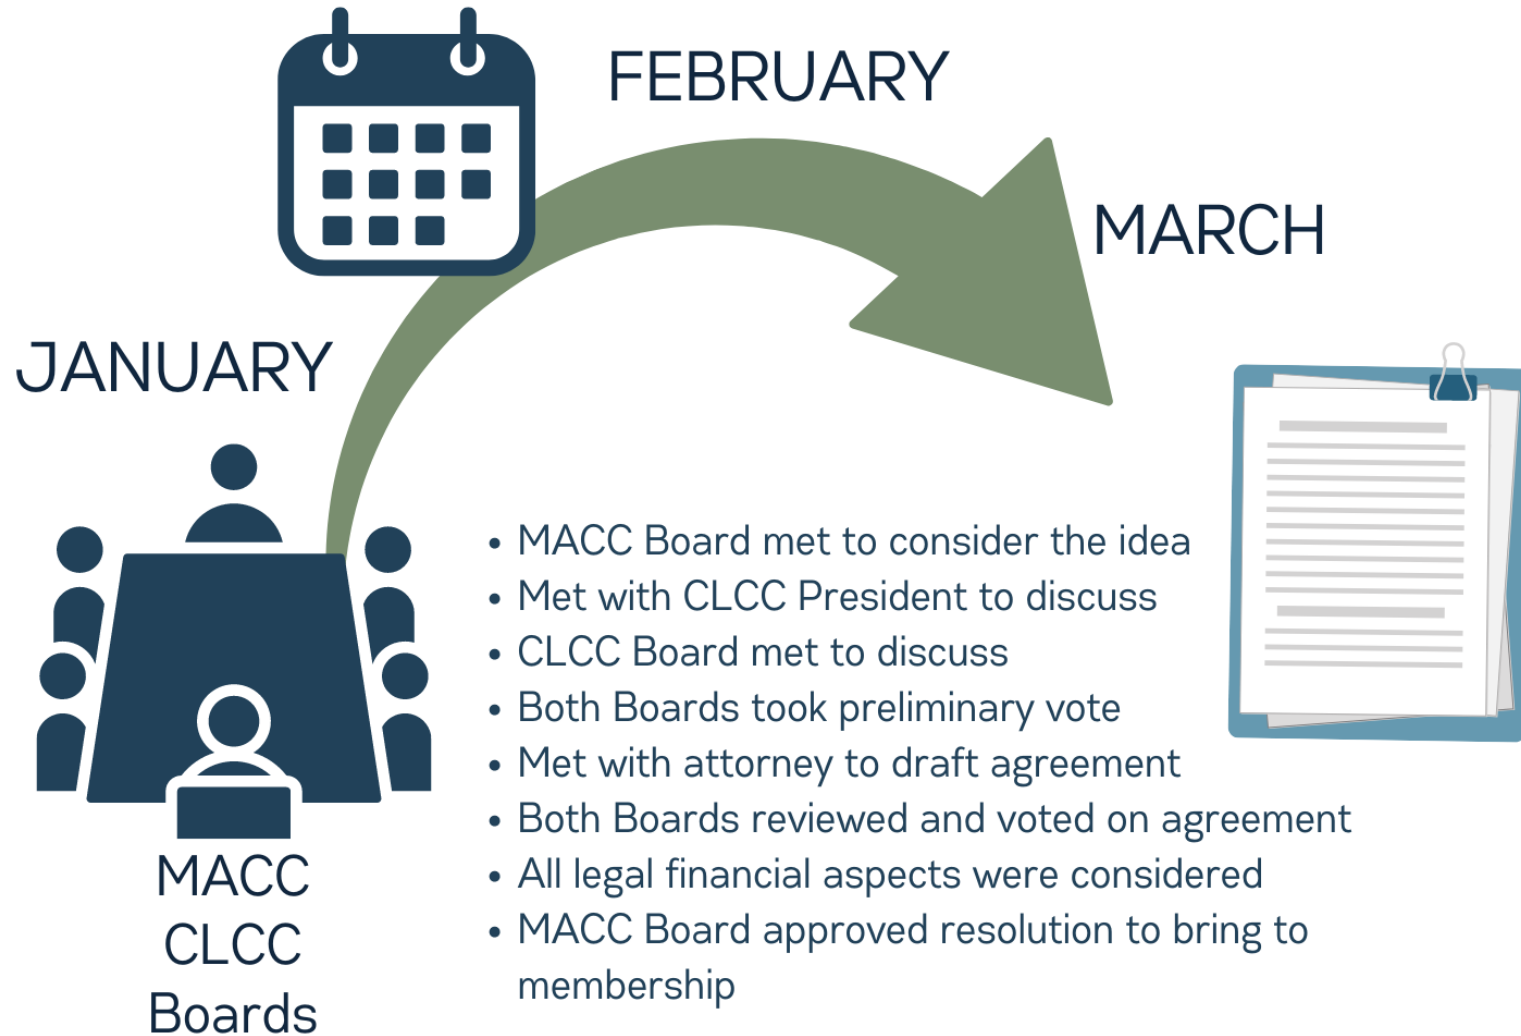 FEBRUARY
MARCH
JANUARY
• MACC Board met to consider the idea
• Met with CLCC President to discuss
• CLCC Board met to discuss
• Both Boards took preliminary vote
• Met with attorney to draft agreement
• Both Boards reviewed and voted on agreement
• All legal financial aspects were considered
• MACC Board approved resolution to bring to
membership
MACC
CLCC
Boards